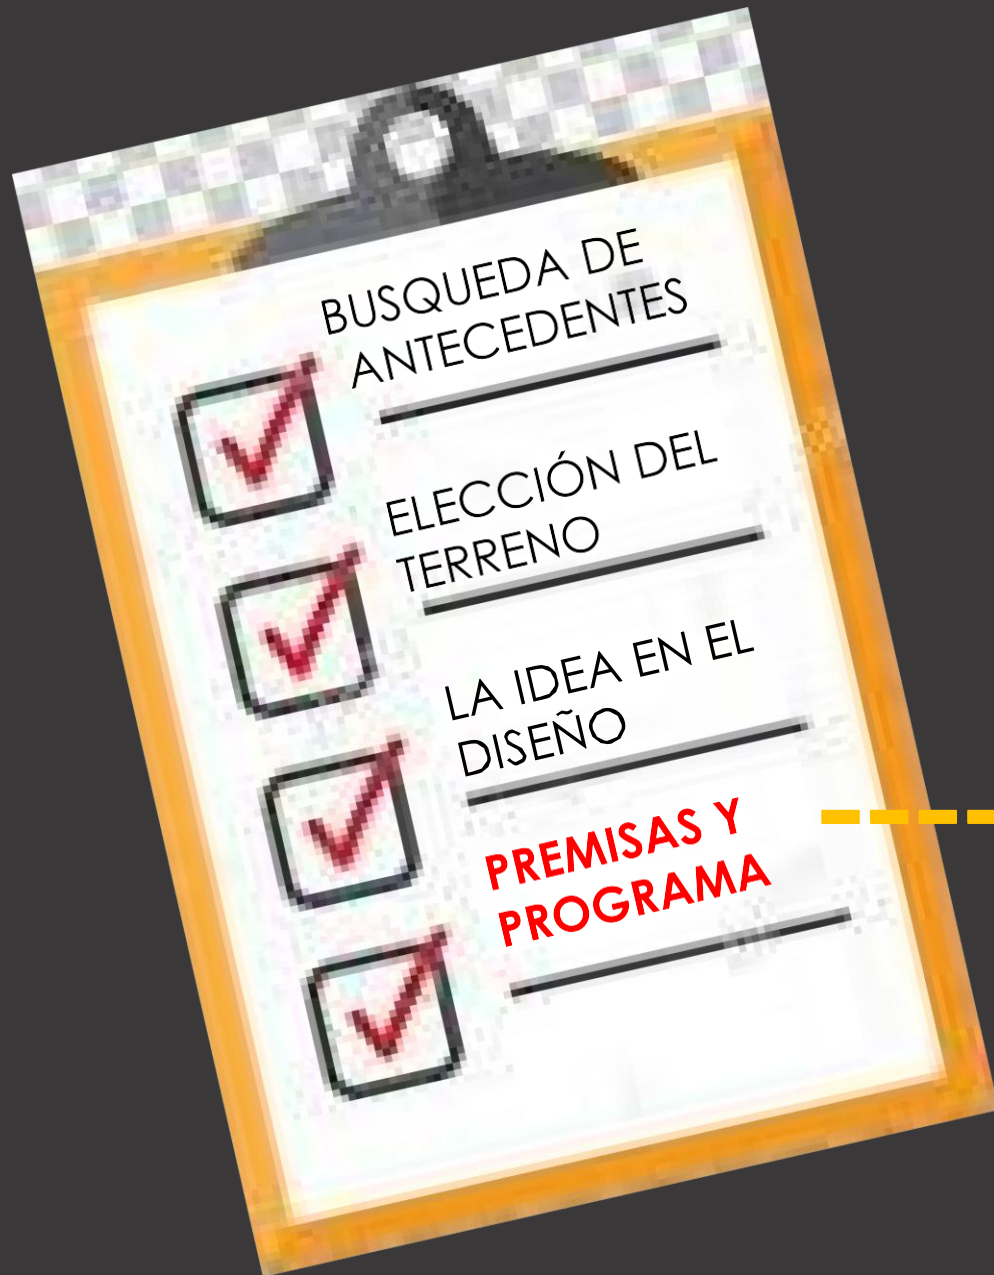 BUSQUEDA DE
ANTECEDENTES
ELECCIÓN DEL
TERRENO
LA IDEA EN EL
DISEÑO
PREMISAS Y
PROGRAMA